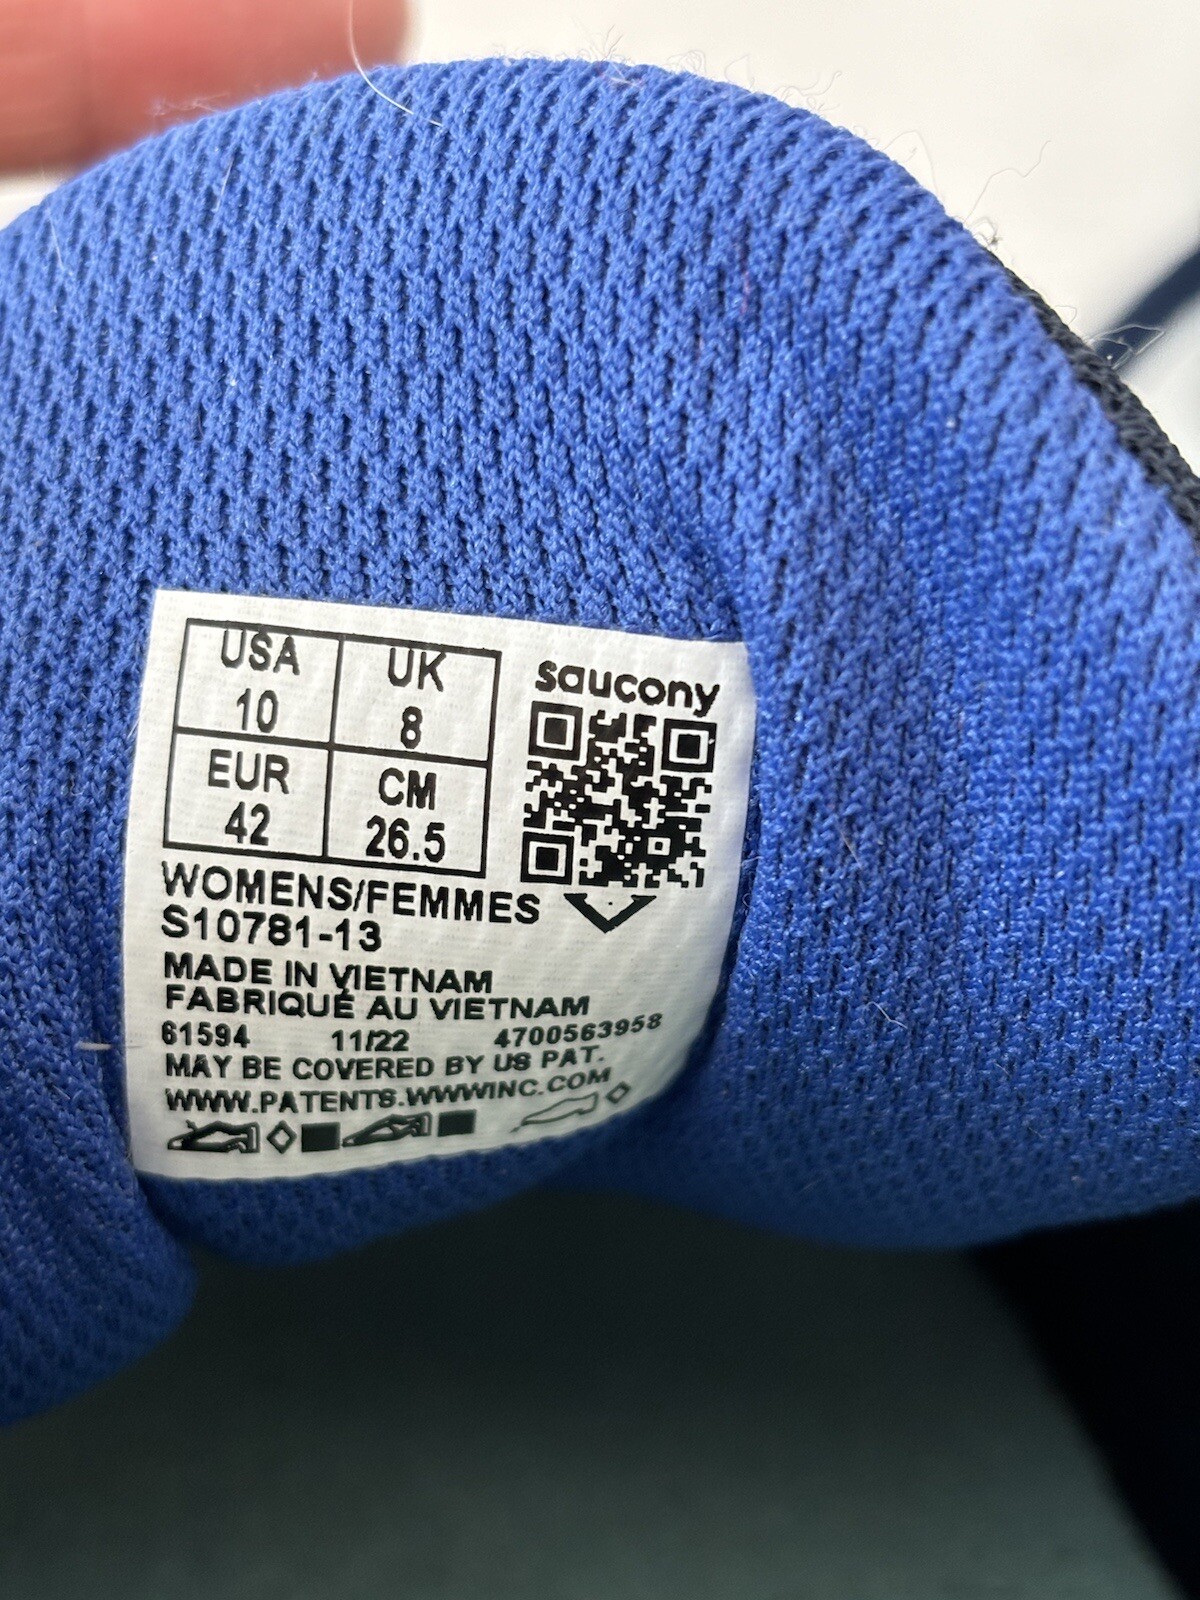 USA UK
10 8
EUR CM
42 26.5
saucony
WOMENS/FEMMES
S10781-13
MADE IN VIETNAM
FABRIQUÉ AU VIETNAM
61594 11/22 4700563958
MAY BE COVERED BY US PAT.
WWW.PATENTS.WWWINC.COM